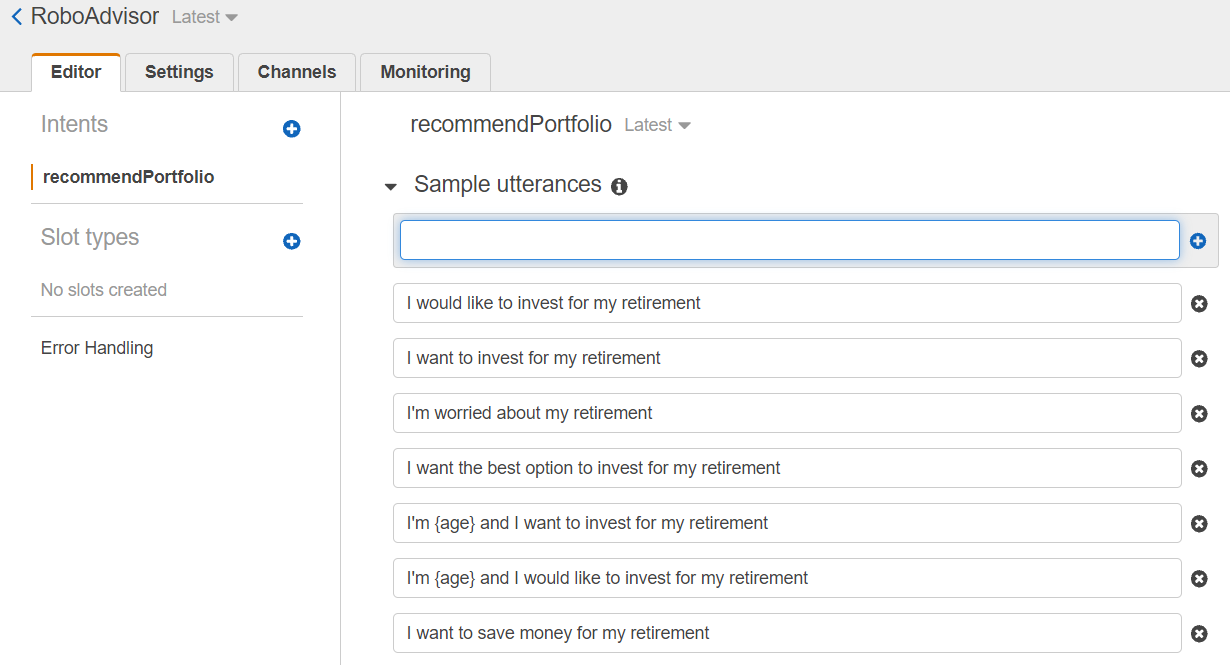 RoboAdvisor Latest
Editor Settings Channels Monitoring
Intents
recommendPortfolio
Slot types
No slots created
Error Handling
recommendPortfolio Latest
Sample utterances
I would like to invest for my retirement
I want to invest for my retirement
I'm worried about my retirement
I want the best option to invest for my retirement
I'm {age} and I want to invest for my retirement
I'm {age} and I would like to invest for my retirement
I want to save money for my retirement